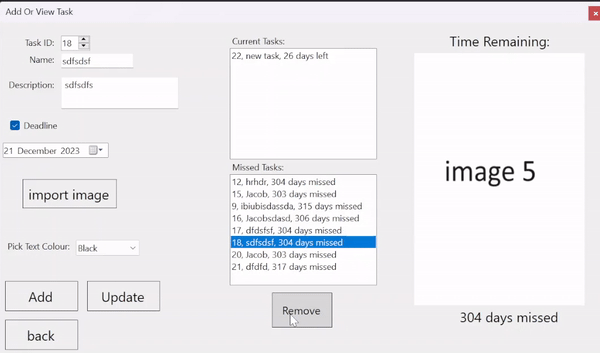 Add Or View Task
Task ID: 18
Name: sdfsdsf
Description: sdfsdfs
Deadline
21 December 2023
import image
Pick Text Colour: Black
Add Update
back
Current Tasks:
22, new task, 26 days left
Missed Tasks:
12, hrhdr, 304 days missed
15, Jacob, 303 days missed
9, ibiubisdassda, 315 days missed
16, Jacobsdasd, 306 days missed
17, dfdsfsf, 304 days missed
18, sdfsdsf, 304 days missed
20, Jacob, 303 days missed
21, dfdfd, 317 days missed
Remove
Time Remaining:
image 5
304 days missed